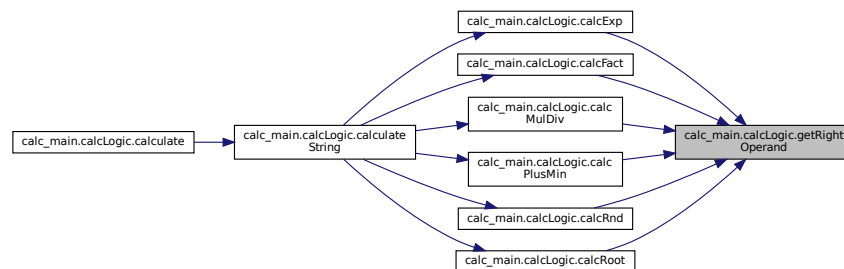 calc_main.calcLogic.calcExp
calc_main.calcLogic.calcFact
calc_main.calcLogic.calc
MulDiv
calc_main.calcLogic.calculate
calc_main.calcLogic.calculate
String
calc_main.calcLogic.getRight
Operand
calc_main.calcLogic.calc
PlusMin
calc_main.calcLogic.calcRnd
calc_main.calcLogic.calcRoot